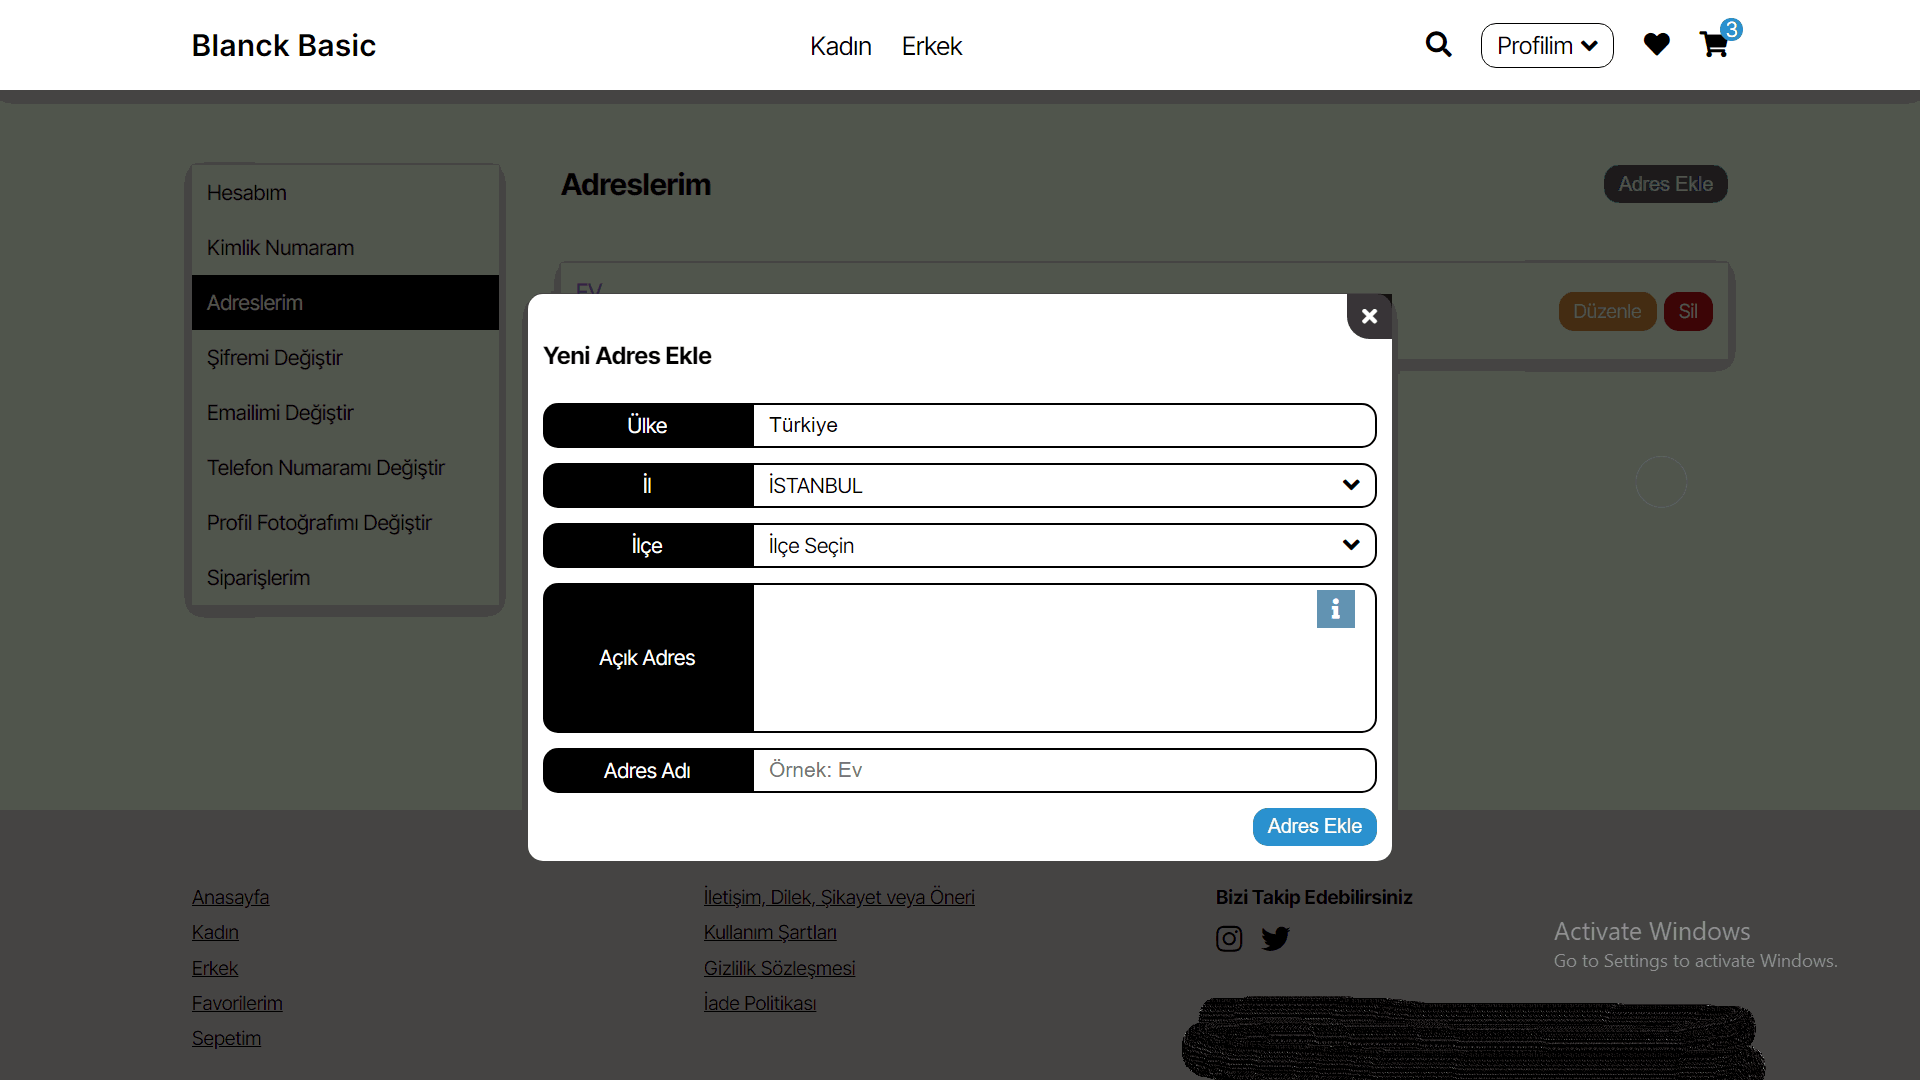 Blanck Basic
Kadın
Erkek
Profilim
3
Hesabım
Kimlik Numaram
Adreslerim
Şifremi Değiştir
Emailimi Değiştir
Telefon Numaramı Değiştir
Profil Fotoğrafımı Değiştir
Siparişlerim
Adreslerim
Adres Ekle
EV
Düzenle
Sil
Yeni Adres Ekle
Ülke
Türkiye
İl
İSTANBUL
İlçe
İlçe Seçin
Açık Adres
Adres Adı
Örnek: Ev
Adres Ekle
Anasayfa
Kadın
Erkek
Favorilerim
Sepetim
İletişim, Dilek, Şikayet veya Öneri
Kullanım Şartları
Gizlilik Sözleşmesi
İade Politikası
Bizi Takip Edebilirsiniz
Activate Windows
Go to Settings to activate Windows.